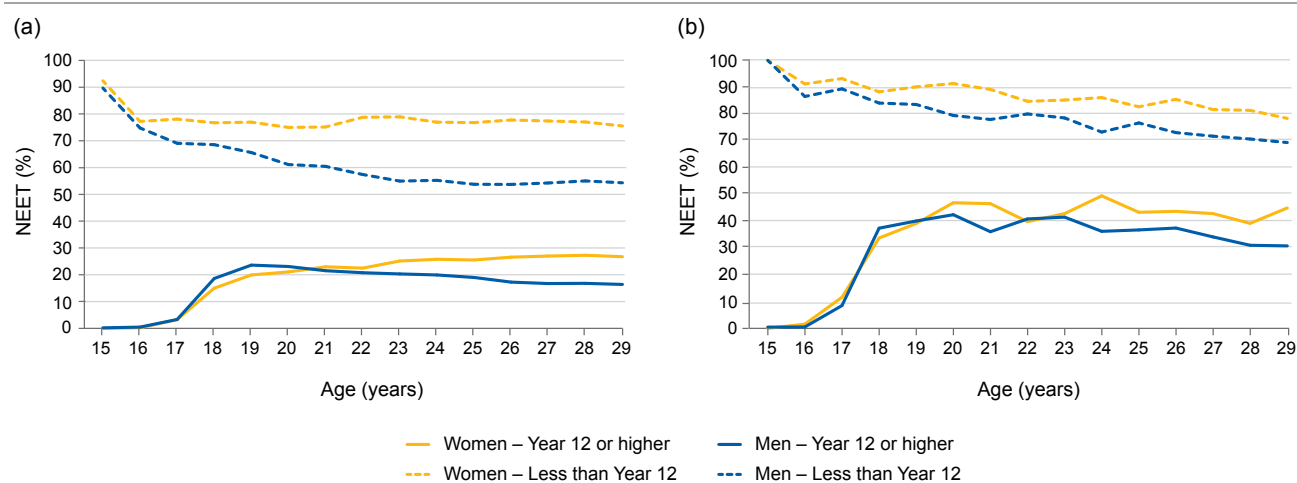 (a)
(b)
100
90
80
70
60
50
40
30
20
10
0
NEET (%)
15 16 17 18 19 20 21 22 23 24 25 26 27 28 29
Age (years)
100
90
80
70
60
50
40
30
20
10
0
NEET (%)
15 16 17 18 19 20 21 22 23 24 25 26 27 28 29
Age (years)
Women – Year 12 or higher
Men – Year 12 or higher
Women – Less than Year 12
Men – Less than Year 12